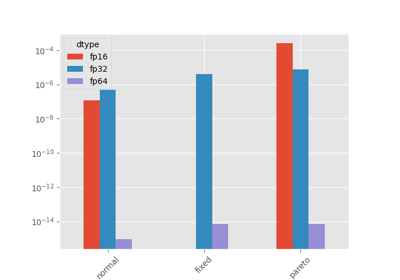 dtype
fp16
fp32
fp64
10⁻⁴
10⁻⁶
10⁻⁸
10⁻¹⁰
10⁻¹²
10⁻¹⁴
normal
fixed
pareto